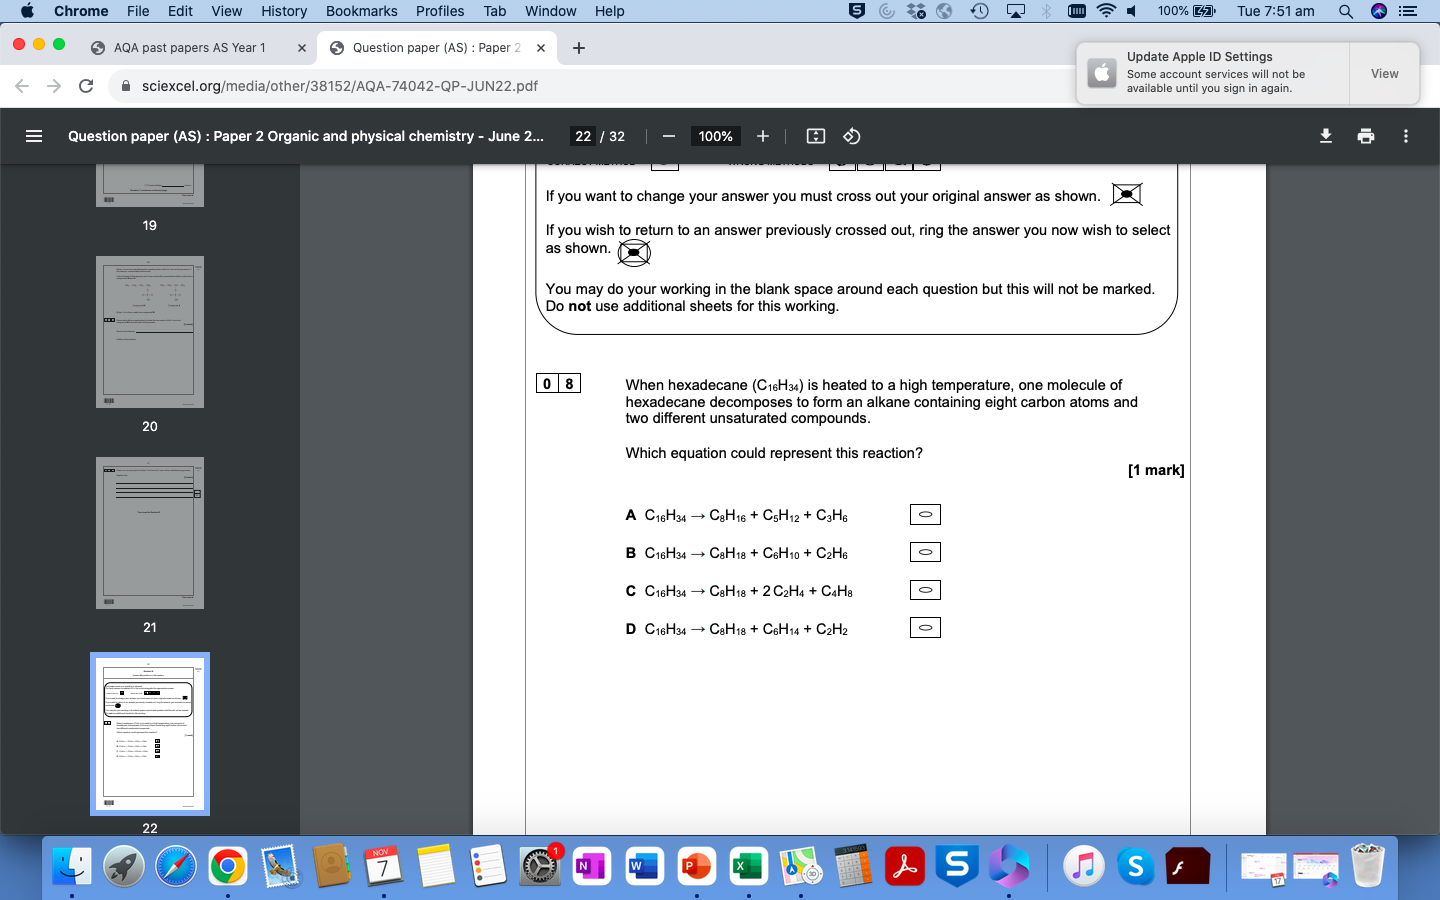 Chrome File Edit View History Bookmarks Profiles Tab Window Help 100% Tue 7:51 am
AQA past papers AS Year 1
Question paper (AS) : Paper 2
Update Apple ID Settings
Some account services will not be
available until you sign in again.
View
sciexcel.org/media/other/38152/AQA-74042-QP-JUN22.pdf
Question paper (AS) : Paper 2 Organic and physical chemistry - June 2... 22 / 32 100%
19
20
21
22
If you want to change your answer you must cross out your original answer as shown.
If you wish to return to an answer previously crossed out, ring the answer you now wish to select
as shown.
You may do your working in the blank space around each question but this will not be marked.
Do not use additional sheets for this working.
0 8
When hexadecane (C₁₆H₃₄) is heated to a high temperature, one molecule of
hexadecane decomposes to form an alkane containing eight carbon atoms and
two different unsaturated compounds.
Which equation could represent this reaction?
[1 mark]
A C₁₆H₃₄ → C₈H₁₆ + C₅H₁₂ + C₃H₆
B C₁₆H₃₄ → C₈H₁₈ + C₆H₁₀ + C₂H₆
C C₁₆H₃₄ → C₈H₁₈ + 2 C₂H₄ + C₄H₈
D C₁₆H₃₄ → C₈H₁₈ + C₆H₁₄ + C₂H₂
NOV
7
1
N
W
P
X
S
S
3D
17